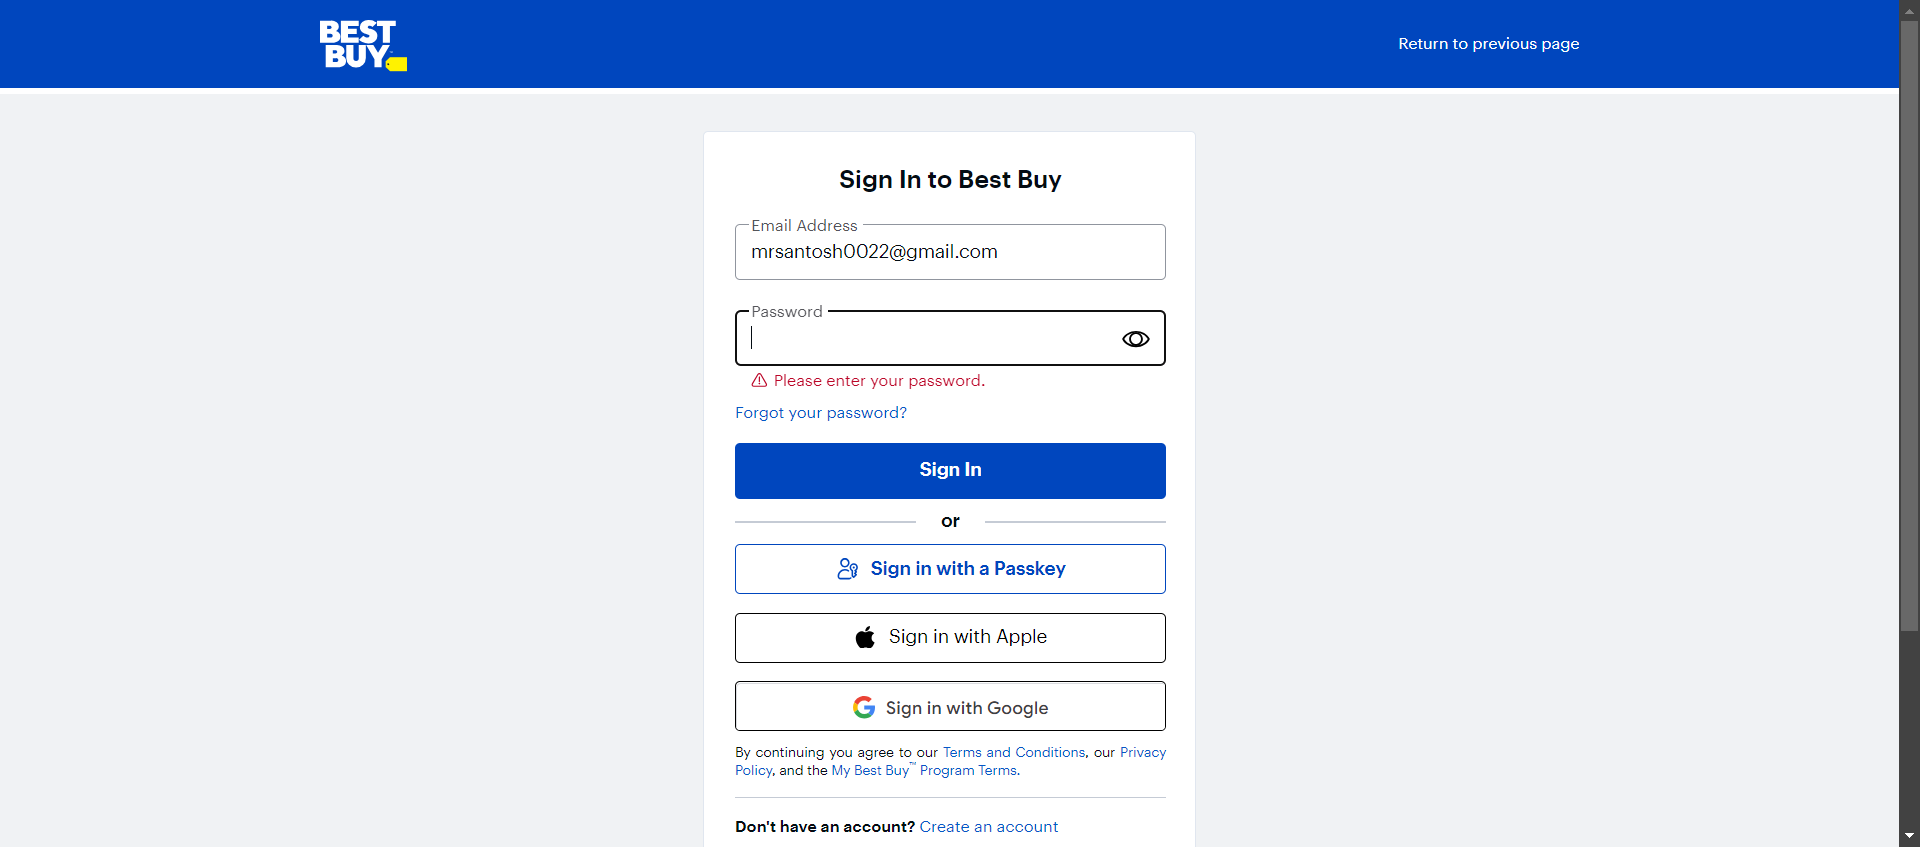 BEST
BUY
Return to previous page
Sign In to Best Buy
Email Address
mrsantosh0022@gmail.com
Password
Please enter your password.
Forgot your password?
Sign In
or
Sign in with a Passkey
Sign in with Apple
Sign in with Google
By continuing you agree to our Terms and Conditions, our Privacy
Policy, and the My Best Buy™ Program Terms.
Don't have an account? Create an account